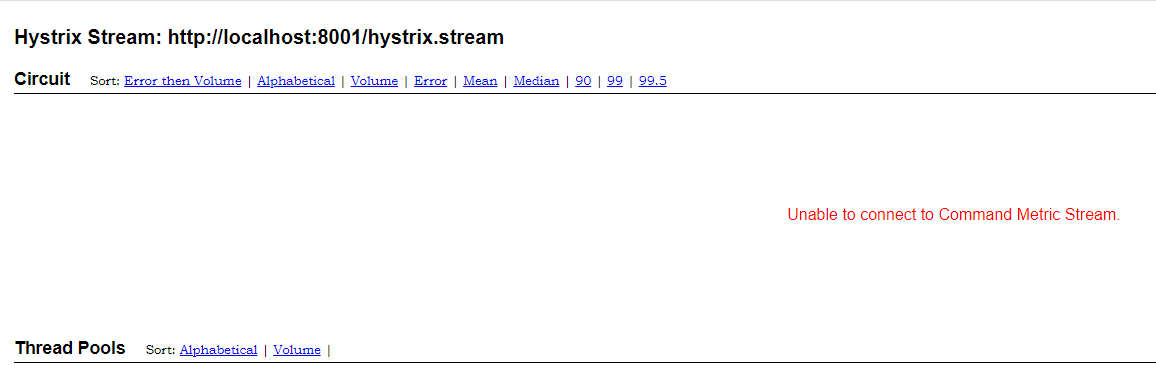 Hystrix Stream: http://localhost:8001/hystrix.stream
Circuit Sort: Error then Volume | Alphabetical | Volume | Error | Mean | Median | 90 | 99 | 99.5
Unable to connect to Command Metric Stream.
Thread Pools Sort: Alphabetical | Volume |